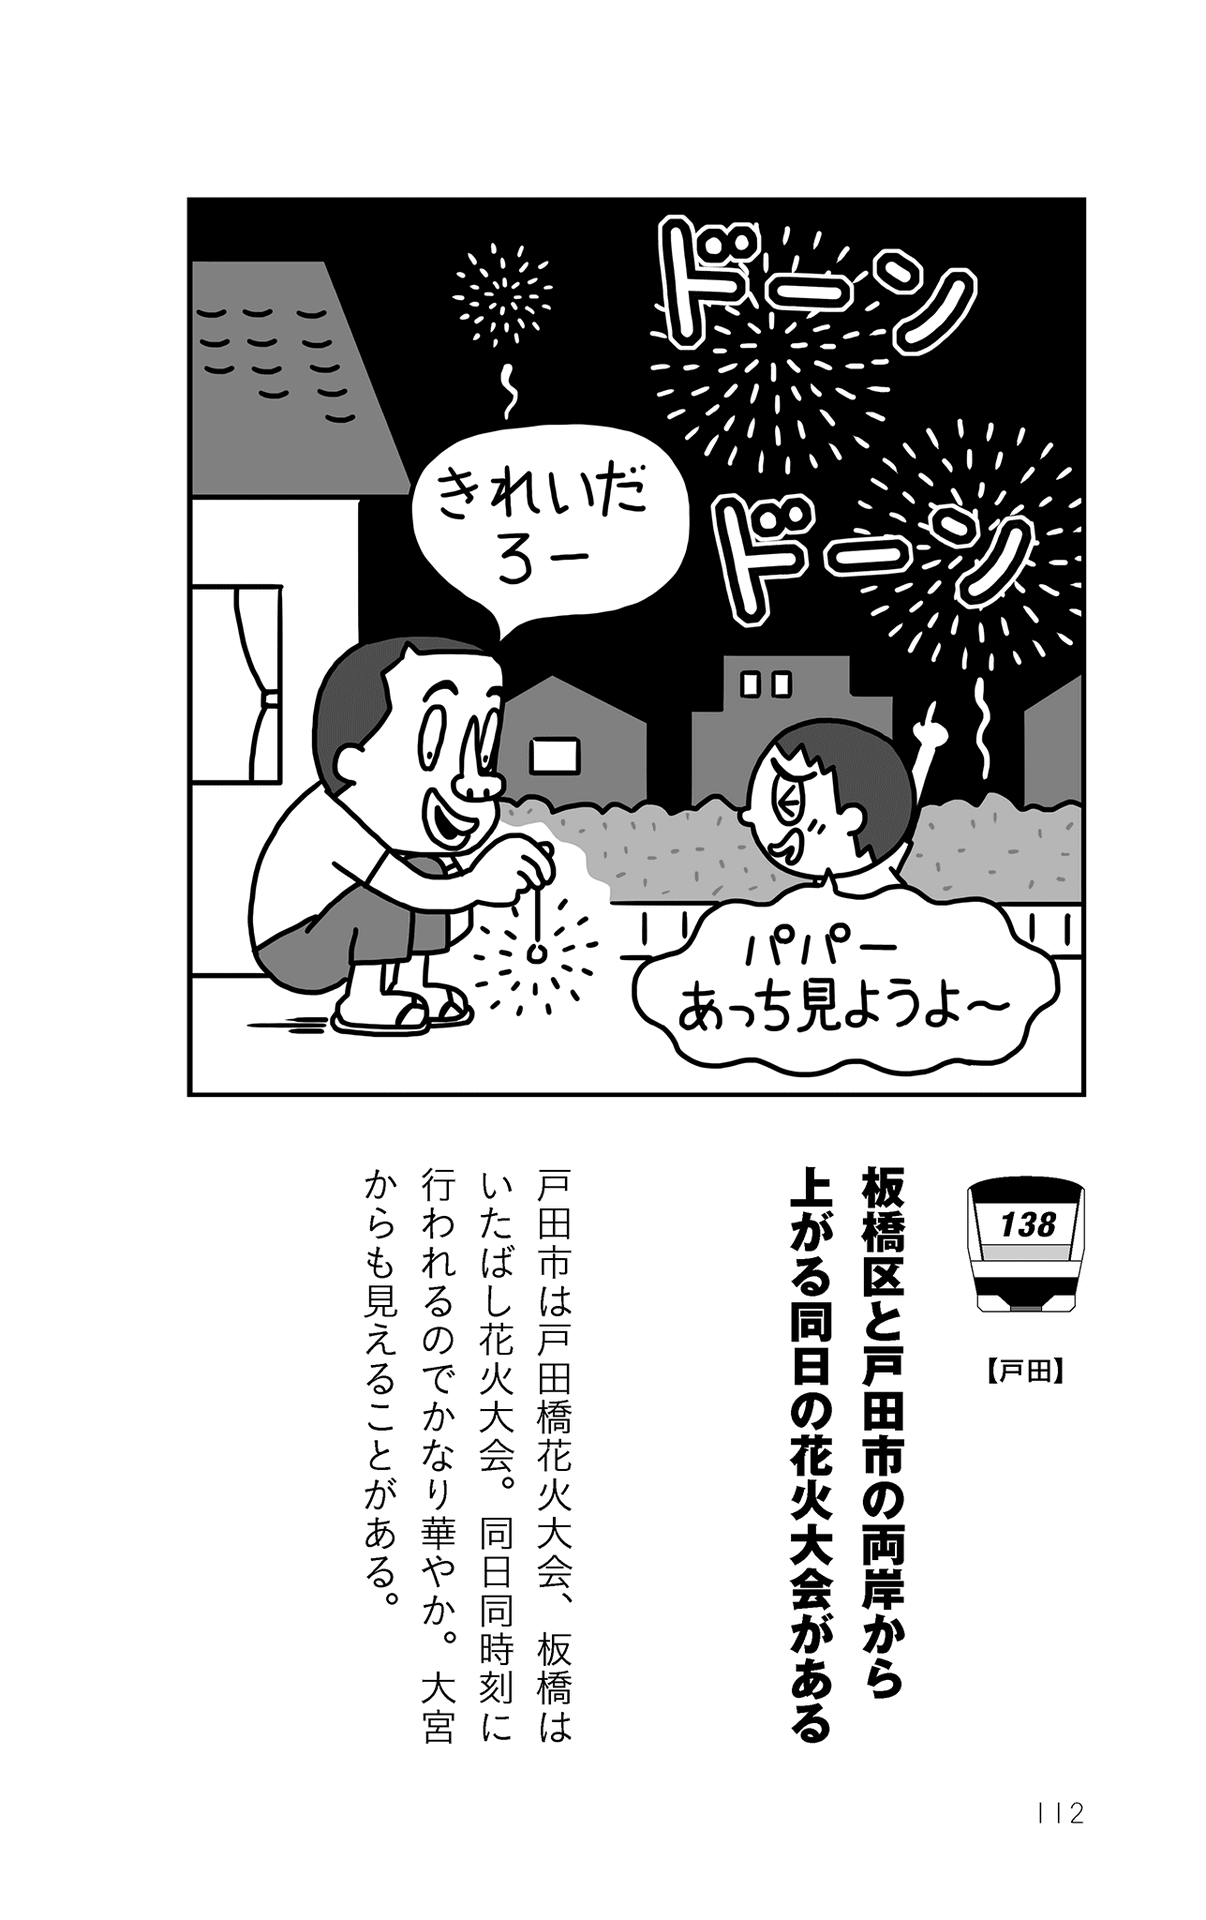 ドーン
ドーン
きれいだ
ろー
パパー
あっち見ようよ〜
138
【戸田】
板橋区と戸田市の両岸から
上がる同日の花火大会がある
戸田市は戸田橋花火大会、板橋は
いたばし花火大会。同日同時刻に
行われるのでかなり華やか。大宮
からも見えることがある。
112